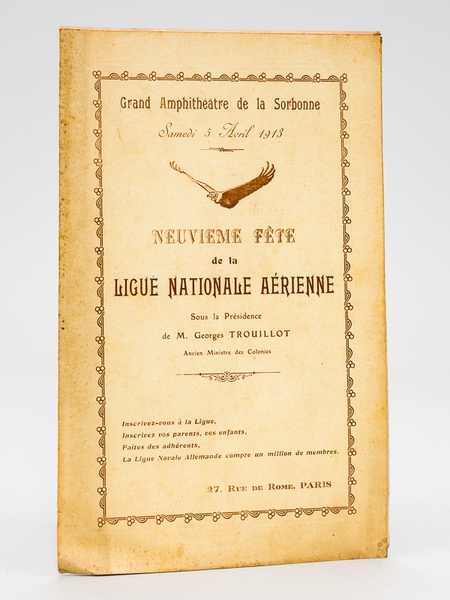 Grand Amphithéatre de la Sorbonne
Samedi 5 Avril 1913
NEUVIEME FÊTE
de la
LIGUE NATIONALE AÉRIENNE
Sous la Présidence
de M. Georges TROUILLOT
Ancien Ministre des Colonies
Inscrivez-vous à la Ligue,
Inscrivez vos parents, vos enfants,
Faites des adhérents,
La Ligue Navale Allemande compte un million de membres.
27, RUE DE ROME, PARIS